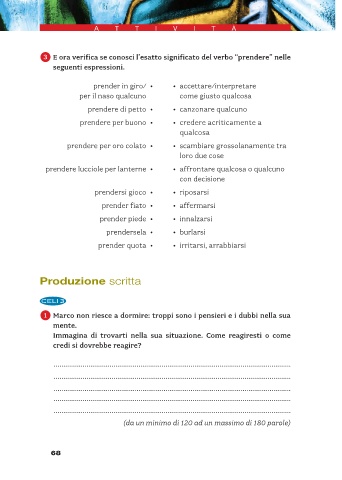 A T T I V I T À
3 E ora verifica se conosci l'esatto significato del verbo "prendere" nelle
seguenti espressioni.
prender in giro/ • • accettare/interpretare
per il naso qualcuno come giusto qualcosa
prendere di petto • • canzonare qualcuno
prendere per buono • • credere acriticamente a
qualcosa
prendere per oro colato • • scambiare grossolanamente tra
loro due cose
prendere lucciole per lanterne • • affrontare qualcosa o qualcuno
con decisione
prendersi gioco • • riposarsi
prender fiato • • affermarsi
prender piede • • innalzarsi
prendersela • • burlarsi
prender quota • • irritarsi, arrabbiarsi
Produzione scritta
CELI 3
1 Marco non riesce a dormire: troppi sono i pensieri e i dubbi nella sua
mente.
Immagina di trovarti nella sua situazione. Come reagiresti o come
credi si dovrebbe reagire?
(da un minimo di 120 ad un massimo di 180 parole)
68